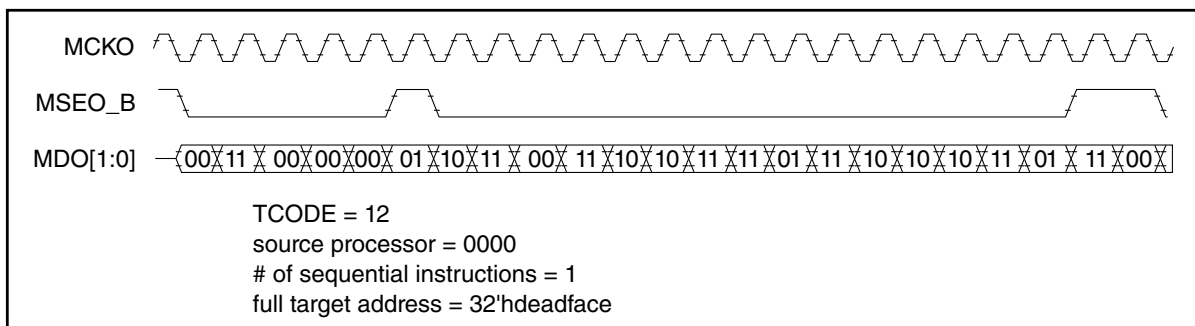 MCKO
MSEO_B
MDO[1:0] 00 11 00 00 00 01 10 11 00 11 10 10 11 11 01 11 10 10 10 11 01 11 00
TCODE = 12
source processor = 0000
# of sequential instructions = 1
full target address = 32'hdeadface